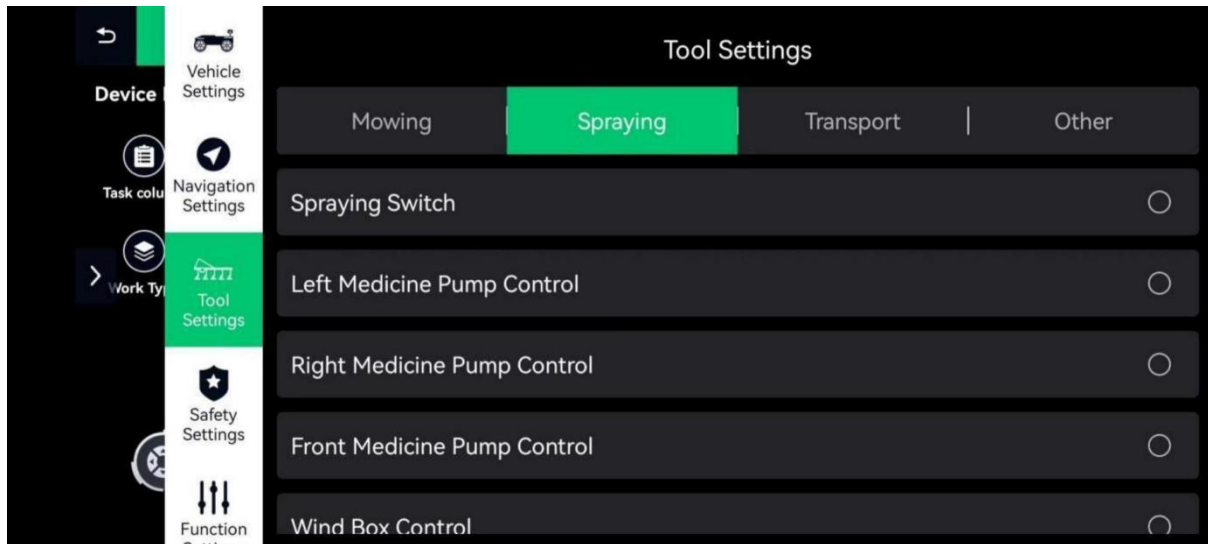 Device
Task colu
Work Ty
Vehicle
Settings
Navigation
Settings
Tool
Settings
Safety
Settings
Function
Tool Settings
Mowing
Spraying
Transport
Other
Spraying Switch
Left Medicine Pump Control
Right Medicine Pump Control
Front Medicine Pump Control
Wind Box Control